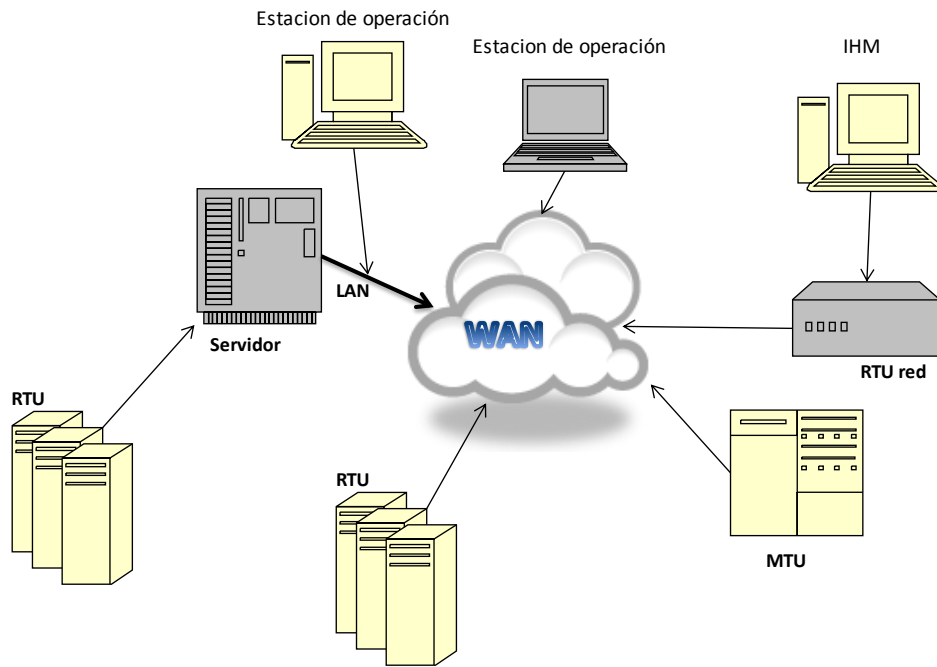 Estacion de operación
Estacion de operación
IHM
LAN
Servidor
WAN
RTU red
RTU
RTU
MTU